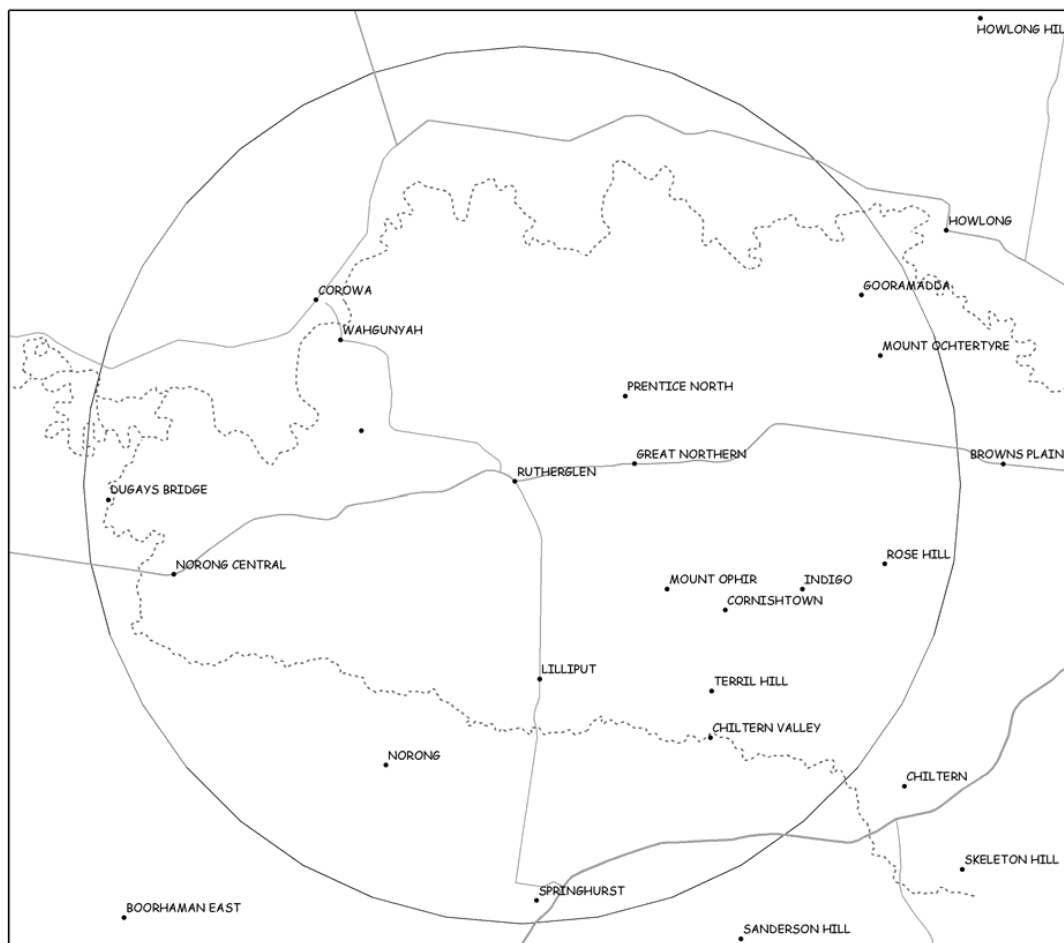 HOWLONG HIL
HOWLONG
GOORAMADDA
COROWA
WAHGUNYAH
MOUNT OCHTERTYRE
PRENTICE NORTH
GREAT NORTHERN
BROWNS PLAIN
RUTHERGLEN
DUGAYS BRIDGE
ROSE HILL
NORONG CENTRAL
MOUNT OPHIR
INDIGO
CORNISHTOWN
LILLIPUT
TERRIL HILL
CHILTERN VALLEY
NORONG
CHILTERN
SKELETON HILL
SPRINGHURST
BOORHAMAN EAST
SANDERSON HILL